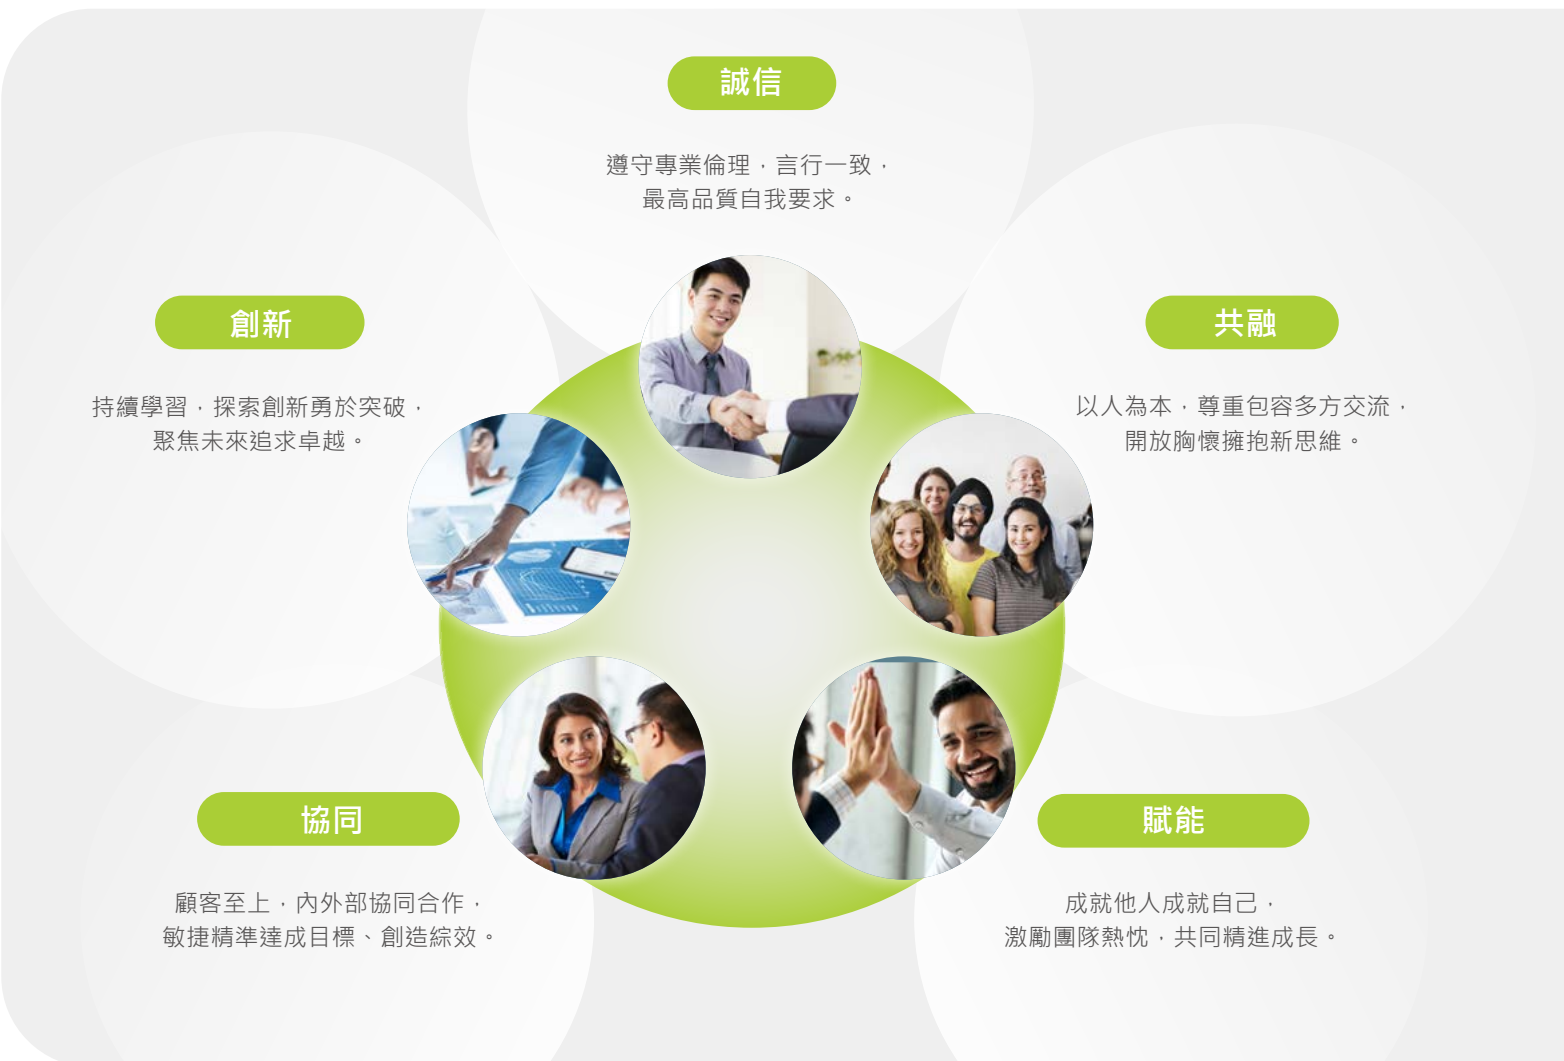 誠信
遵守專業倫理，言行一致，
最高品質自我要求。
創新
持續學習，探索創新勇於突破，
聚焦未來追求卓越。
共融
以人為本，尊重包容多方交流，
開放胸懷擁抱新思維。
協同
顧客至上，內外部協同合作，
敏捷精準達成目標、創造綜效。
賦能
成就他人成就自己，
激勵團隊熱忱，共同精進成長。